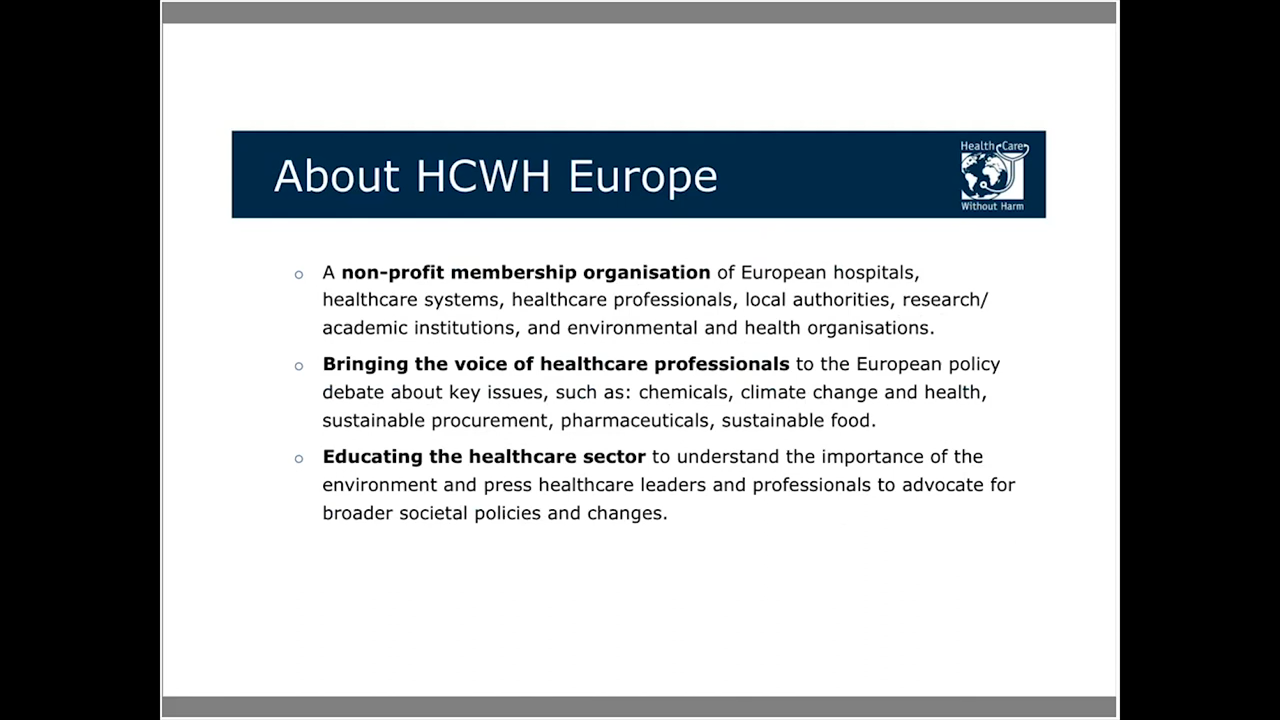 About HCWH Europe
Health Care
Without Harm
A non-profit membership organisation of European hospitals,
healthcare systems, healthcare professionals, local authorities, research/
academic institutions, and environmental and health organisations.
Bringing the voice of healthcare professionals to the European policy
debate about key issues, such as: chemicals, climate change and health,
sustainable procurement, pharmaceuticals, sustainable food.
Educating the healthcare sector to understand the importance of the
environment and press healthcare leaders and professionals to advocate for
broader societal policies and changes.